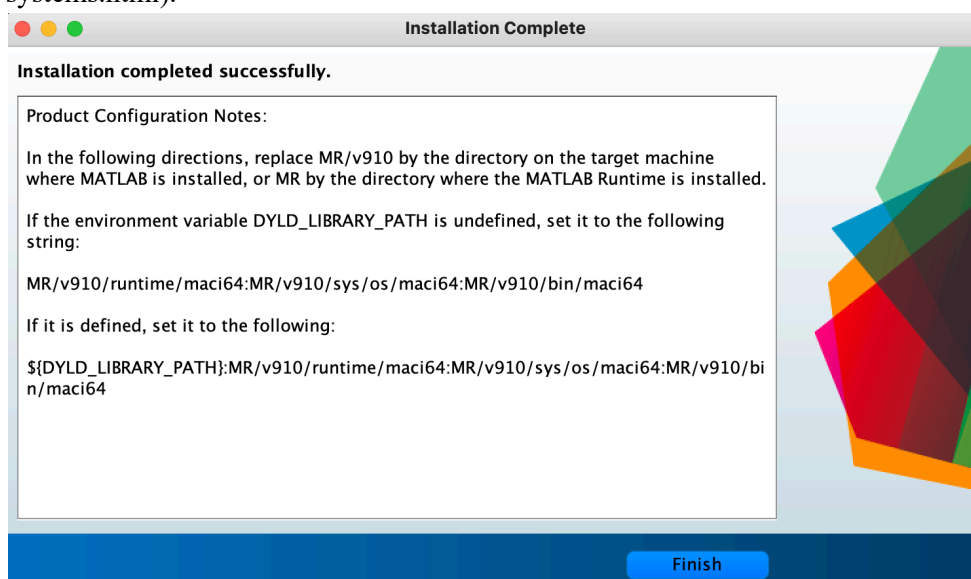 systems.htm).
Installation Complete
Installation completed successfully.
Product Configuration Notes:
In the following directions, replace MR/v910 by the directory on the target machine
where MATLAB is installed, or MR by the directory where the MATLAB Runtime is installed.
If the environment variable DYLD_LIBRARY_PATH is undefined, set it to the following
string:
MR/v910/runtime/maci64:MR/v910/sys/os/maci64:MR/v910/bin/maci64
If it is defined, set it to the following:
${DYLD_LIBRARY_PATH}:MR/v910/runtime/maci64:MR/v910/sys/os/maci64:MR/v910/bi
n/maci64
Finish